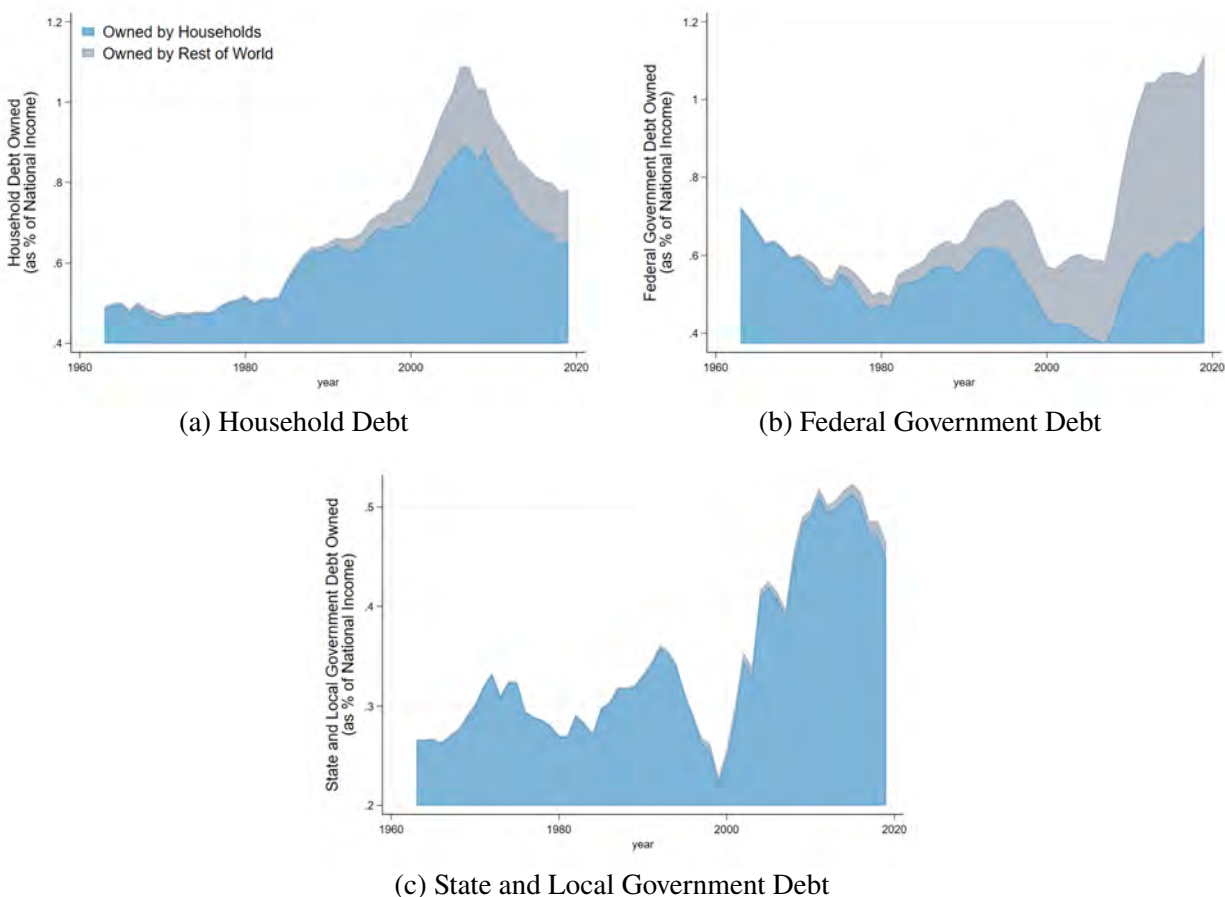 Household Debt Owned
(as % of National Income)
1.2
1
.8
.6
.4
Owned by Households
Owned by Rest of World
1960
1980
2000
2020
year
(a) Household Debt
Federal Government Debt Owned
(as % of National Income)
1.2
1
.8
.6
.4
1960
1980
2000
2020
year
(b) Federal Government Debt
State and Local Government Debt Owned
(as % of National Income)
.5
.4
.3
.2
1960
1980
2000
2020
year
(c) State and Local Government Debt